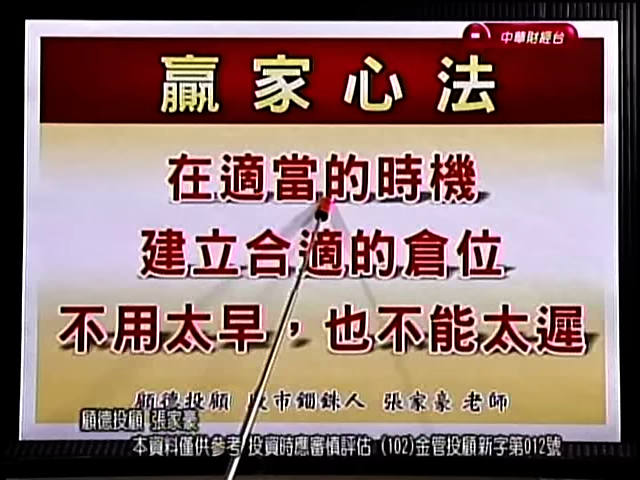 中華財經台
贏家心法
在適當的時機
建立合適的倉位
不用太早，也不能太遲
顧德投顧 市 人 張家豪 老師
顧德投顧 張家豪
本資料僅供參考 投資時應審慎評估 (102)金管投顧新字第012號